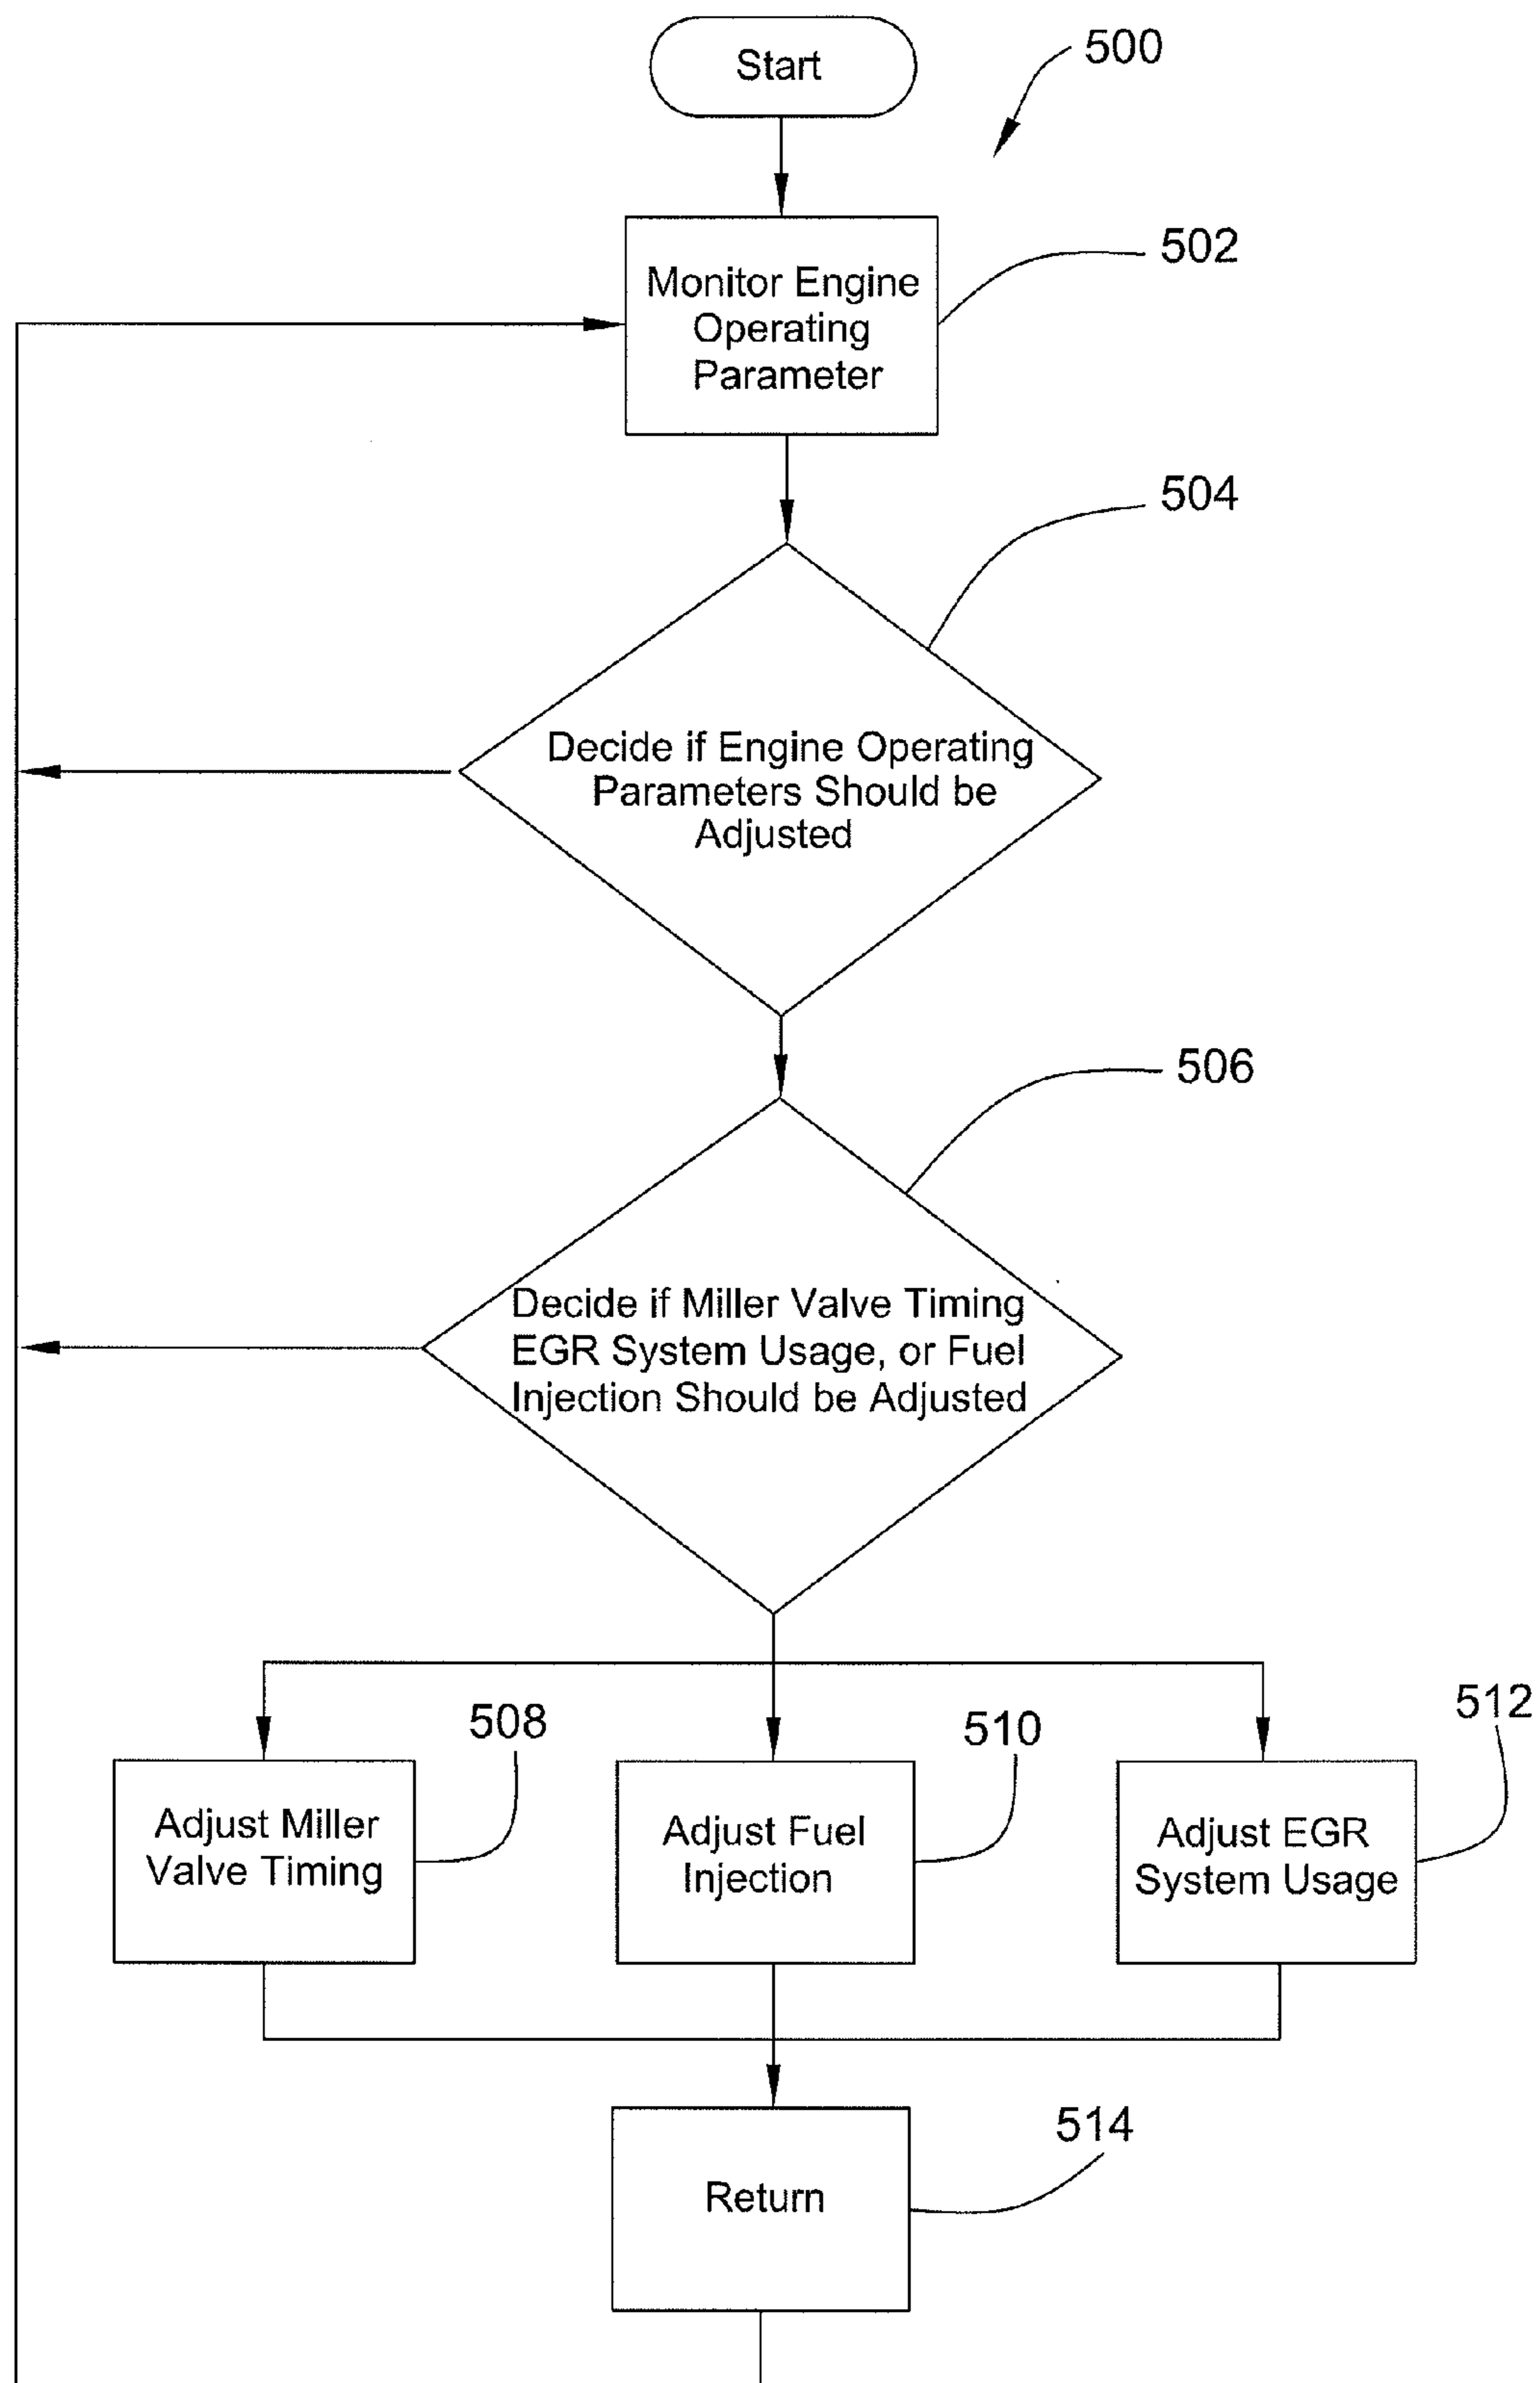 Start
500
Monitor Engine
Operating
Parameter
502
504
Decide if Engine Operating
Parameters Should be
Adjusted
506
Decide if Miller Valve Timing
EGR System Usage, or Fuel
Injection Should be Adjusted
508
510
512
Adjust Miller
Valve Timing
Adjust Fuel
Injection
Adjust EGR
System Usage
514
Return